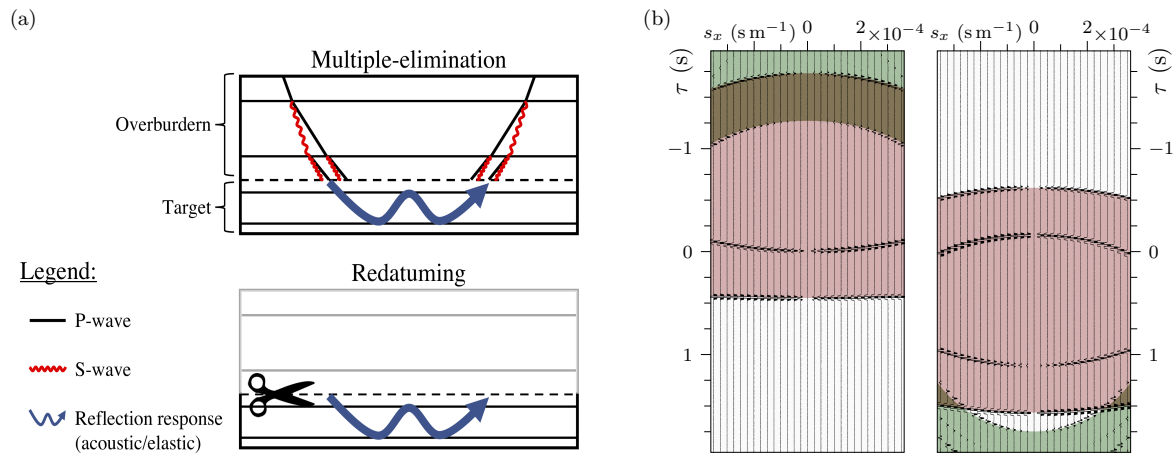 (a)
Multiple-elimination
Overburdern
Target
Legend:
P-wave
S-wave
Reflection response
(acoustic/elastic)
Redatuming
(b)
s_x (s m⁻¹) 0 2×10⁻⁴
τ (s)
-1
0
1
s_x (s m⁻¹) 0 2×10⁻⁴
τ (s)
-1
0
1